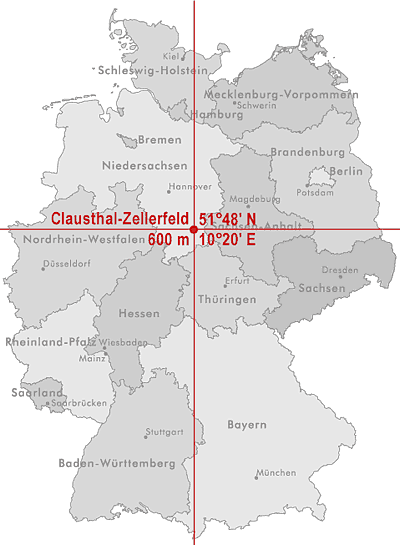 Kiel
Schleswig-Holstein
Mecklenburg-Vorpommern
Schwerin
Hamburg
Bremen
Brandenburg
Niedersachsen
Berlin
Hannover
Potsdam
Magdeburg
Clausthal-Zellerfeld 51°48' N
Sachsen-Anhalt
Nordrhein-Westfalen
600 m 10°20' E
Düsseldorf
Dresden
Erfurt
Sachsen
Thüringen
Hessen
Rheinland-Pfalz
Wiesbaden
Mainz
Saarland
Saarbrücken
Bayern
Stuttgart
Baden-Württemberg
München